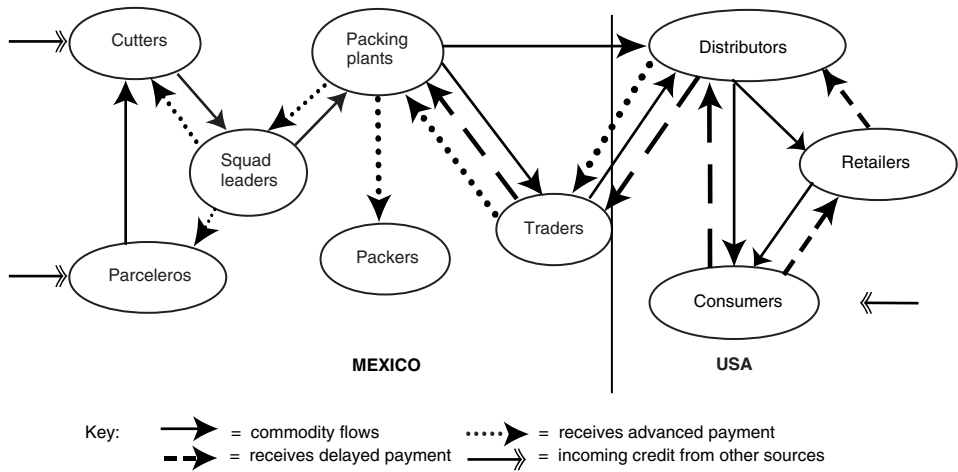 Cutters
Packing
plants
Distributors
Squad
leaders
Retailers
Traders
Packers
Parceleros
Consumers
MEXICO
USA
Key:
= commodity flows
= receives advanced payment
= receives delayed payment
= incoming credit from other sources